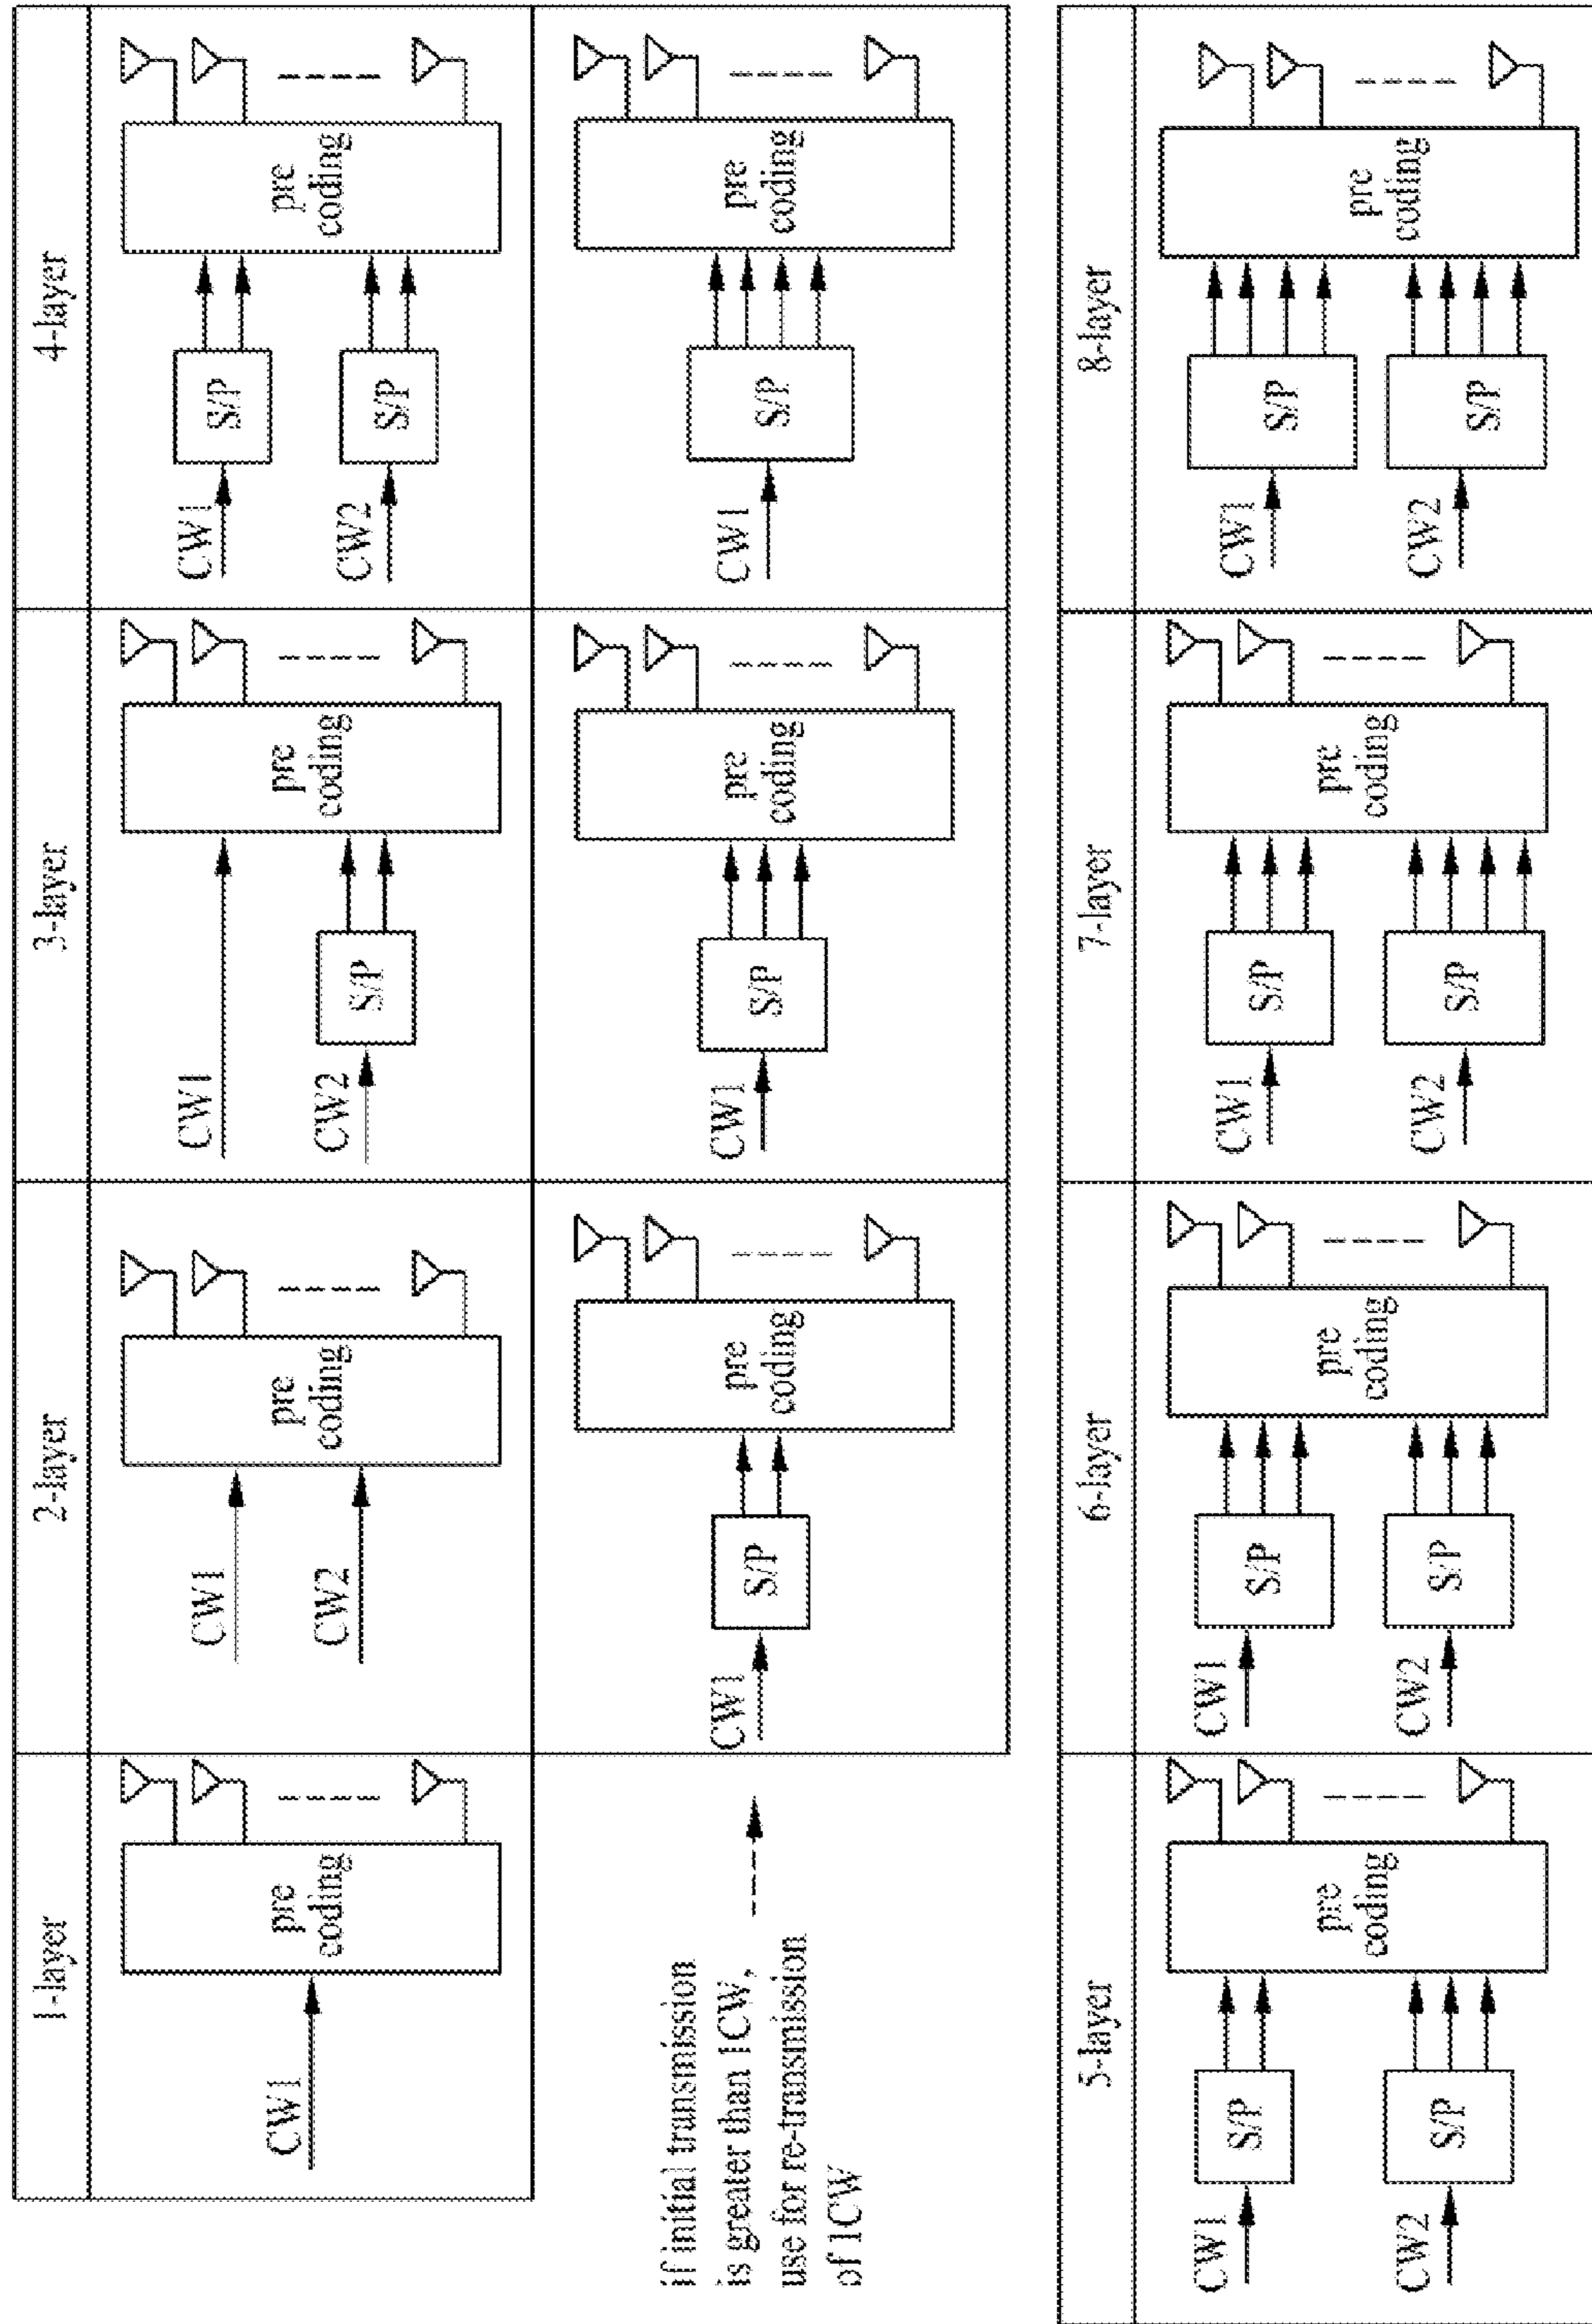 1-layer
2-layer
3-layer
4-layer
CW1
pre
coding
CW1
CW2
pre
coding
CW1
CW2
S/P
pre
coding
CW1
CW2
S/P
S/P
pre
coding
if initial transmission
is greater than 1CW,
use for re-transmission
of 1CW
CW1
S/P
pre
coding
CW1
S/P
pre
coding
CW1
S/P
pre
coding
5-layer
6-layer
7-layer
8-layer
CW1
CW2
S/P
S/P
pre
coding
CW1
CW2
S/P
S/P
pre
coding
CW1
CW2
S/P
S/P
pre
coding
CW1
CW2
S/P
S/P
pre
coding